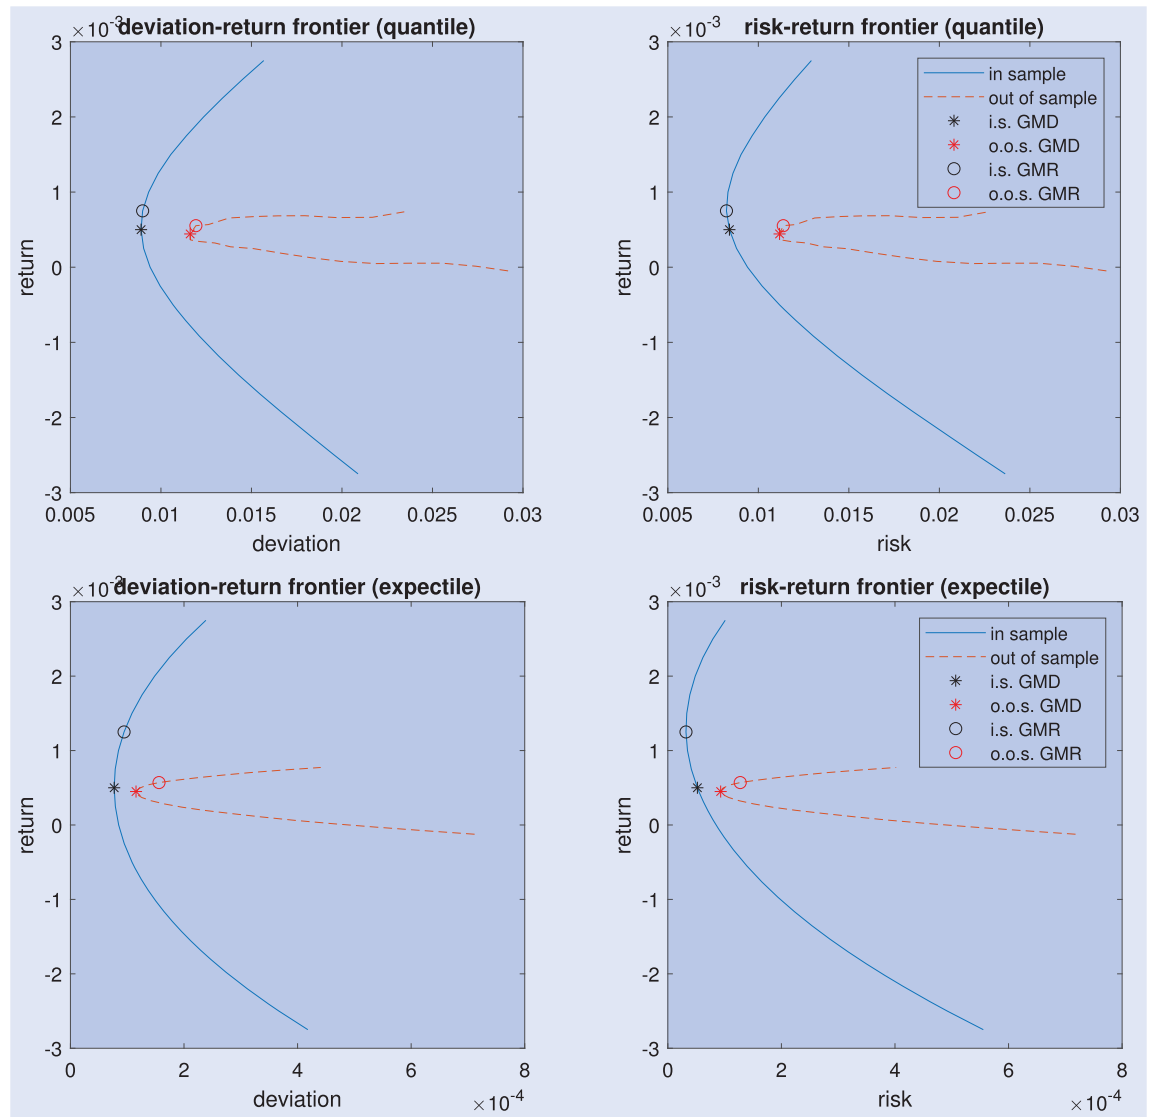 ×10-3
deviation-return frontier (quantile)
3
2
1
0
-1
-2
-3
0.005 0.01 0.015 0.02 0.025 0.03
return
deviation
×10-3
risk-return frontier (quantile)
3
2
1
0
-1
-2
-3
0.005 0.01 0.015 0.02 0.025 0.03
return
risk
in sample
out of sample
i.s. GMD
o.o.s. GMD
i.s. GMR
o.o.s. GMR
×10-3
deviation-return frontier (expectile)
3
2
1
0
-1
-2
-3
0 2 4 6 8
return
deviation
×10-4
×10-3
risk-return frontier (expectile)
3
2
1
0
-1
-2
-3
0 2 4 6 8
return
risk
×10-4
in sample
out of sample
i.s. GMD
o.o.s. GMD
i.s. GMR
o.o.s. GMR